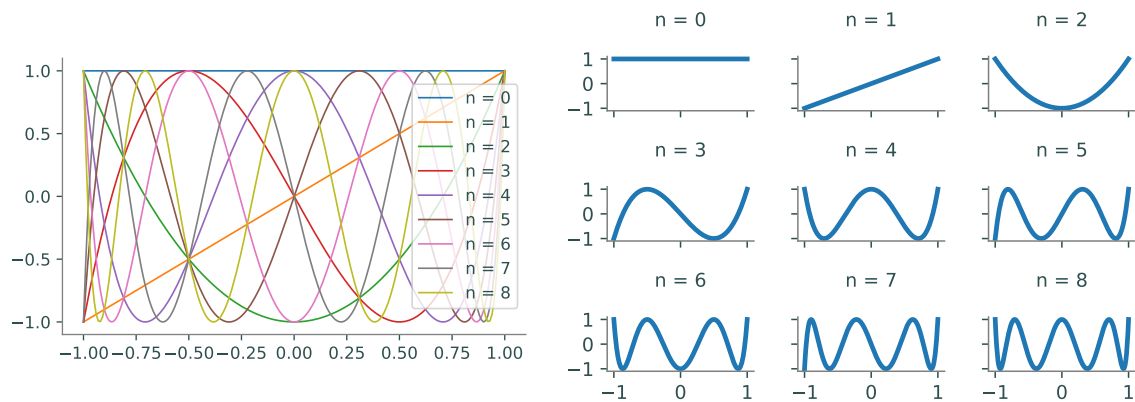 1.0
0.5
0.0
−0.5
−1.0
−1.00 −0.75 −0.50 −0.25 0.00 0.25 0.50 0.75 1.00
n = 0
n = 1
n = 2
n = 3
n = 4
n = 5
n = 6
n = 7
n = 8
n = 0 n = 1 n = 2
1
0
−1
n = 3 n = 4 n = 5
1
0
−1
n = 6 n = 7 n = 8
1
0
−1
−1 0 1 −1 0 1 −1 0 1